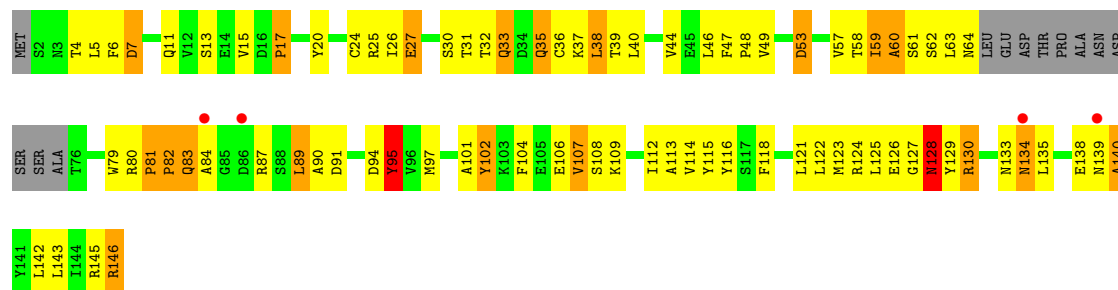 MET S2 N3 T4 L5 F6 D7 Q11 V12 S13 E14 V15 D16 P17 Y20 C24 R25 I26 E27 S30 T31 T32 Q33 D34 Q35 C36 K37 L38 T39 L40 V44 E45 L46 F47 P48 V49 D53 V57 T58 I59 A60 S61 S62 L63 N64 LEU GLU ASP THR PRO ALA ASN ASP
SER SER ALA T76 W79 R80 P81 P82 Q83 A84 G85 D86 R87 S88 L89 A90 D91 D94 Y95 V96 M97 A101 Y102 K103 F104 E105 E106 V107 S108 K109 I112 A113 V114 Y115 Y116 S117 F118 L121 L122 M123 R124 L125 E126 G127 N128 Y129 R130 N133 N134 L135 E138 N139 A140
Y141 L142 L143 I144 R145 R146